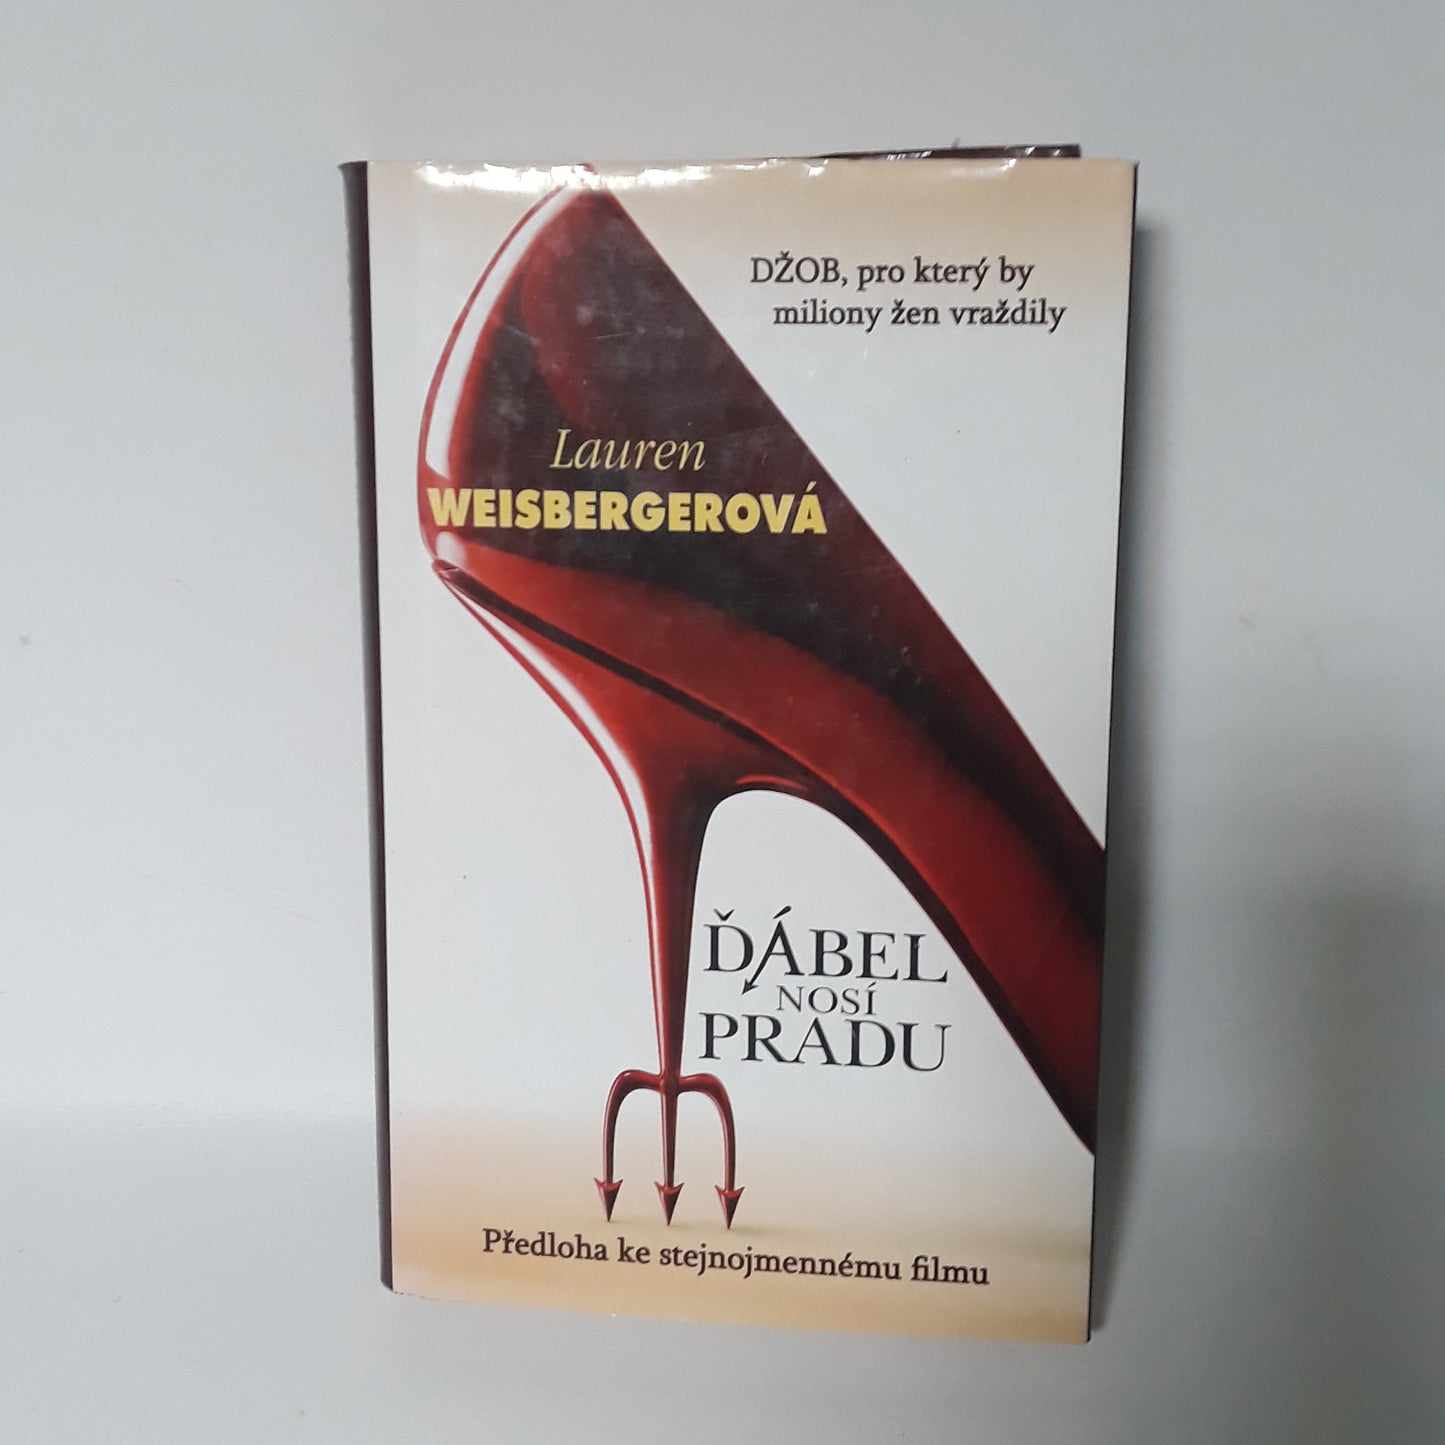 DŽOB, pro který by
miliony žen vraždily
Lauren
WEISBERGEROVÁ
ĎÁBEL
NOSÍ
PRADU
Předloha ke stejnojmennému filmu